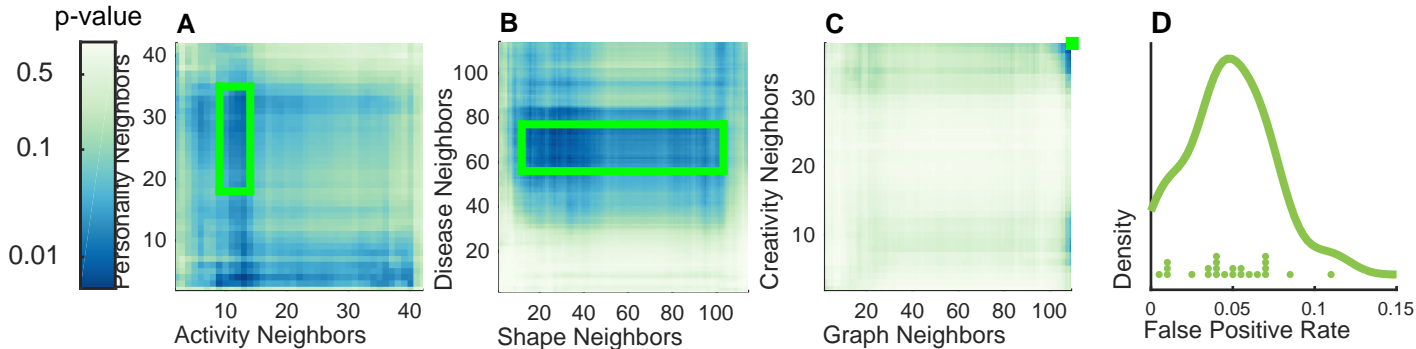 p-value
0.5
0.1
0.01
A
Personality Neighbors
40
30
20
10
10 20 30 40
Activity Neighbors
B
Disease Neighbors
100
80
60
40
20
20 40 60 80 100
Shape Neighbors
C
Creativity Neighbors
30
20
10
20 40 60 80 100
Graph Neighbors
D
Density
0 0.05 0.1 0.15
False Positive Rate